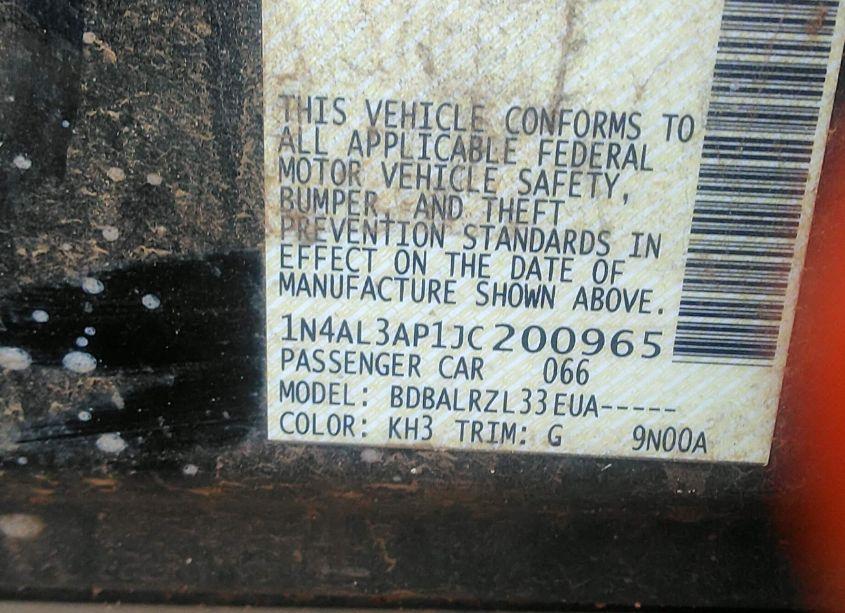 THIS VEHICLE CONFORMS TO
ALL APPLICABLE FEDERAL
MOTOR VEHICLE SAFETY,
BUMPER, AND THEFT
PREVENTION STANDARDS IN
EFFECT ON THE DATE OF
MANUFACTURE SHOWN ABOVE.
1N4AL3AP1JC200965
PASSENGER CAR 066
MODEL: BDBALRZL33EUA-----
COLOR: KH3 TRIM: G 9N00A